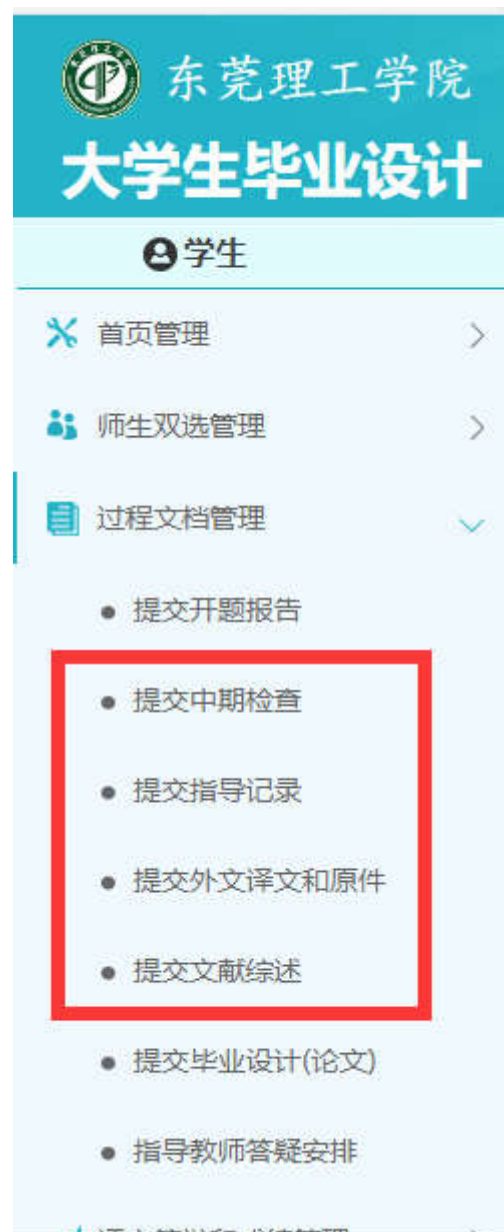 东莞理工学院
大学生毕业设计
学生
首页管理
师生双选管理
过程文档管理
提交开题报告
提交中期检查
提交指导记录
提交外文译文和原件
提交文献综述
提交毕业设计(论文)
指导教师答疑安排